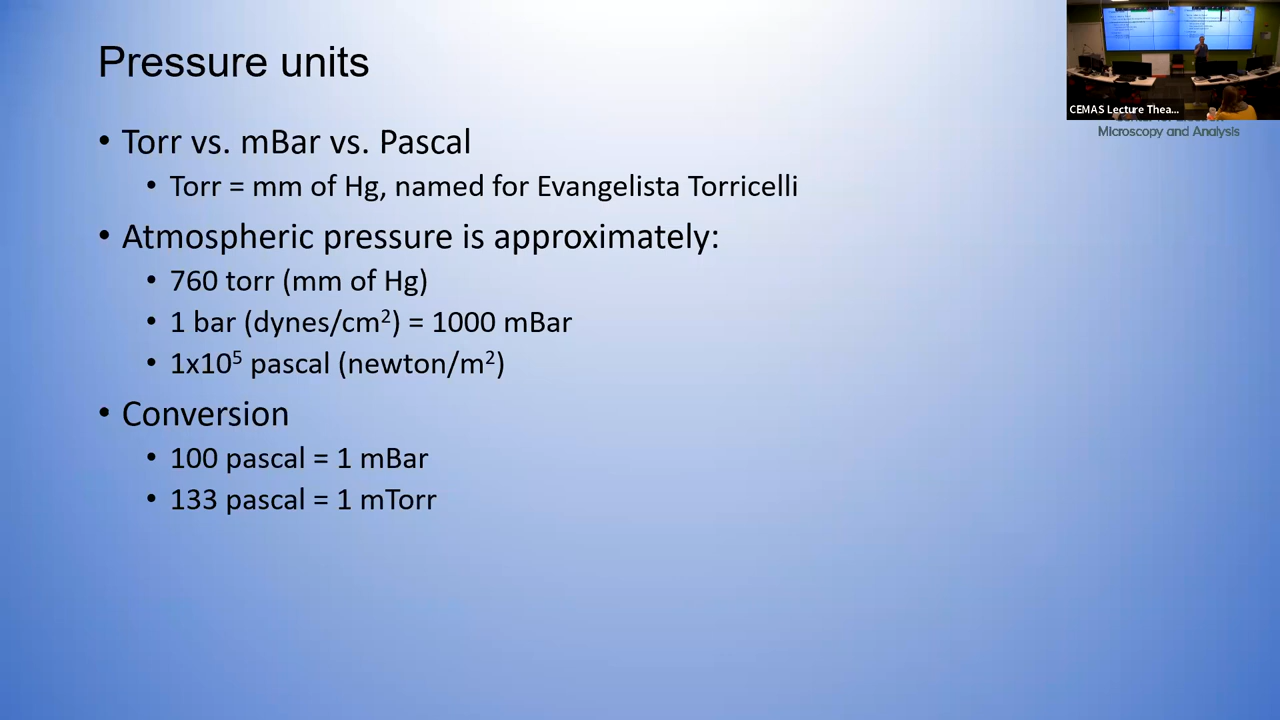 Pressure units
• Torr vs. mBar vs. Pascal
• Torr = mm of Hg, named for Evangelista Torricelli
• Atmospheric pressure is approximately:
• 760 torr (mm of Hg)
• 1 bar (dynes/cm²) = 1000 mBar
• 1x10⁵ pascal (newton/m²)
• Conversion
• 100 pascal = 1 mBar
• 133 pascal = 1 mTorr
CEMAS Lecture Thea...
Microscopy and Analysis